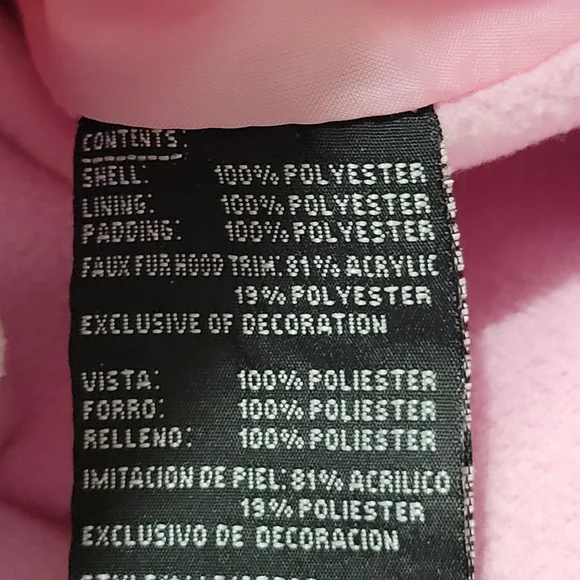 CONTENTS:
SHELL: 100% POLYESTER
LINING: 100% POLYESTER
PADDING: 100% POLYESTER
FAUX FUR HOOD TRIM: 81% ACRYLIC
19% POLYESTER
EXCLUSIVE OF DECORATION
VISTA: 100% POLIESTER
FORRO: 100% POLIESTER
RELLENO: 100% POLIESTER
IMITACION DE PIEL: 81% ACRILICO
19% POLIESTER
EXCLUSIVO DE DECORACION